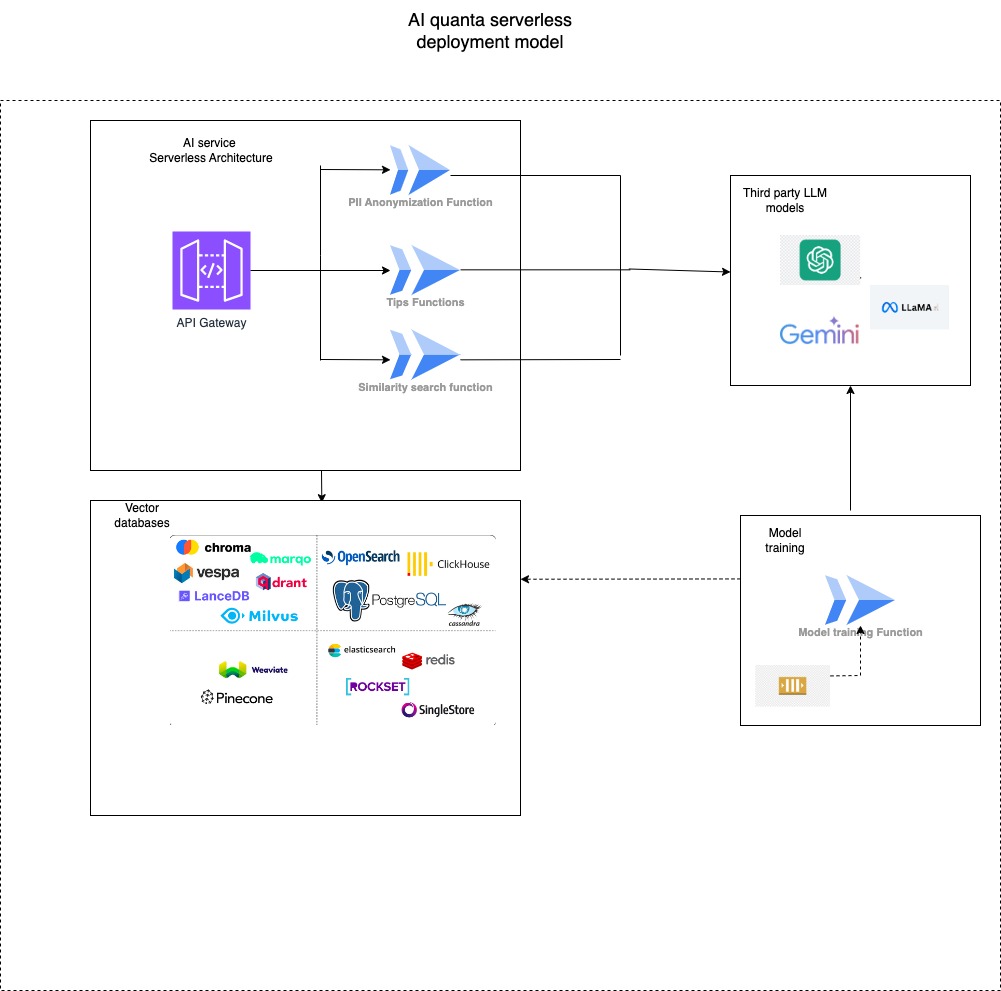 AI quanta serverless
deployment model
AI service
Serverless Architecture
PII Anonymization Function
API Gateway
Tips Functions
Similarity search function
Third party LLM
models
LLaMA
Gemini
Vector
databases
chroma
marqo
vespa
qdrant
LanceDB
Milvus
OpenSearch
ClickHouse
PostgreSQL
cassandra
Weaviate
Pinecone
elasticsearch
redis
[ROCKSET]
SingleStore
Model
training
Model training Function